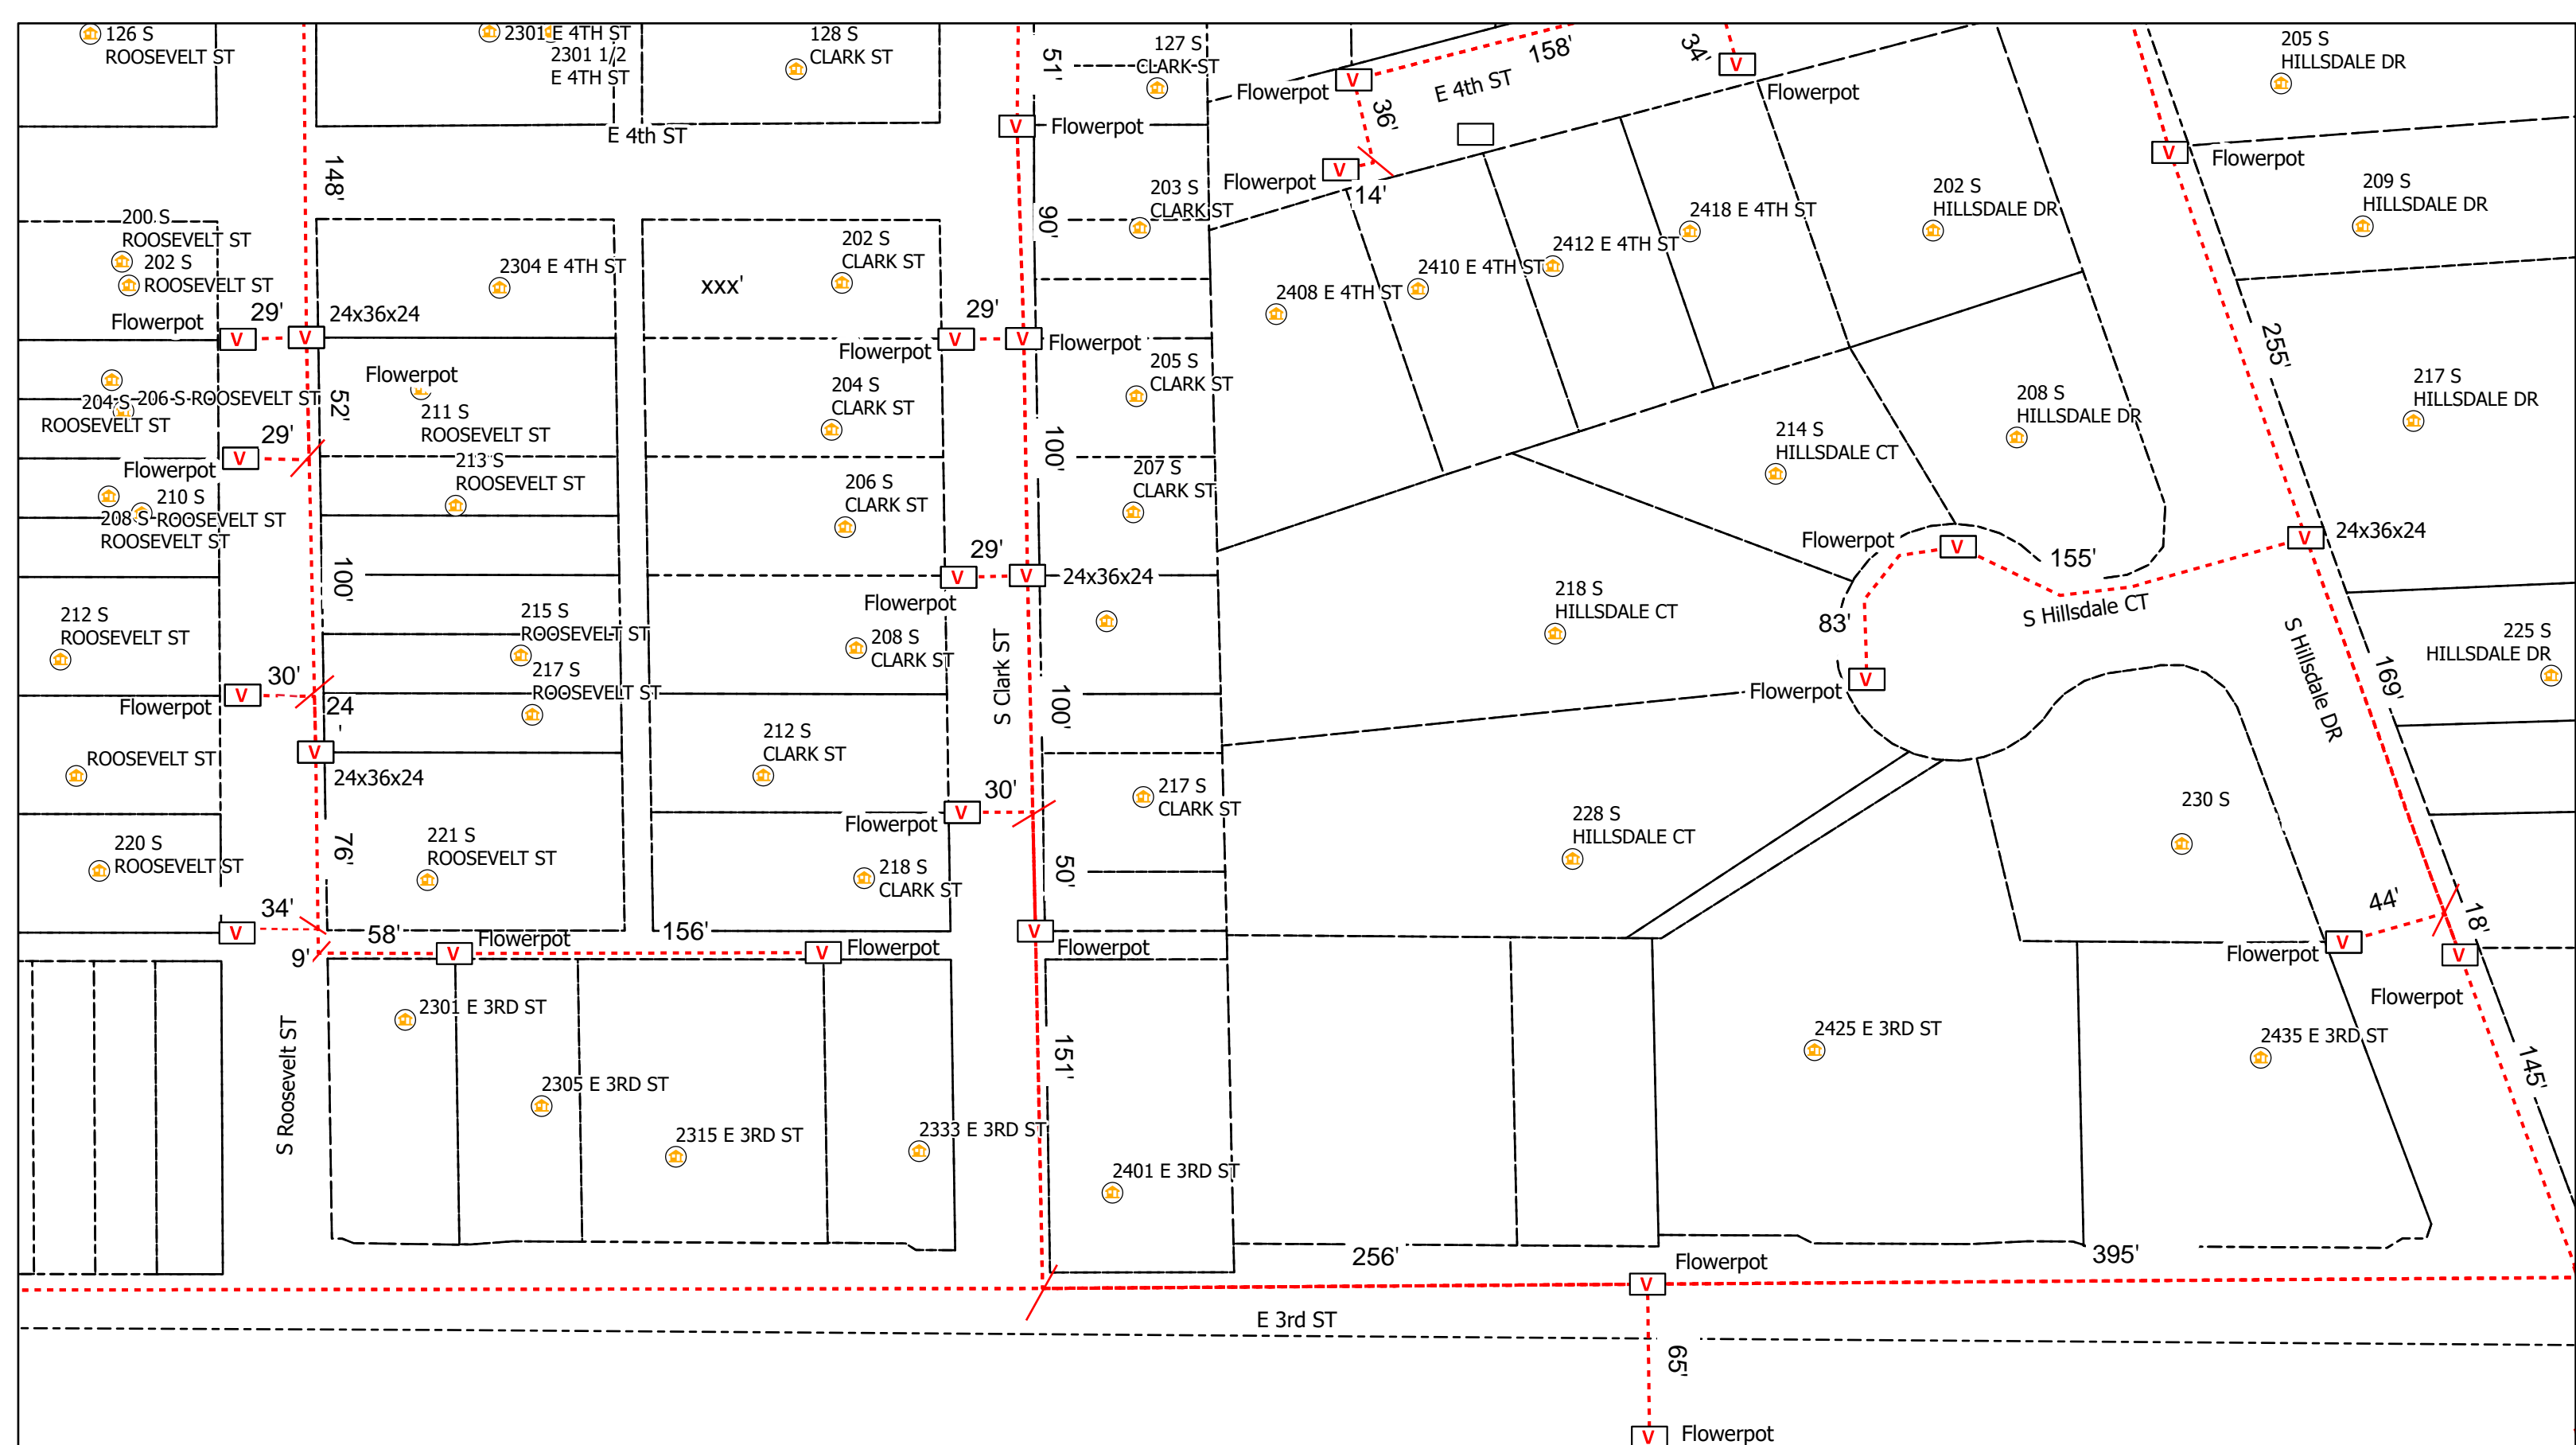 126 S
ROOSEVELT ST
2301 E 4TH ST
2301 1/2
E 4TH ST
128 S
CLARK ST
51'
127 S
CLARK ST
158'
34'
V
Flowerpot
V
Flowerpot
E 4th ST
205 S
HILLSDALE DR
E 4th ST
V
Flowerpot
36'
V
Flowerpot
14'
V
Flowerpot
148'
200 S
ROOSEVELT ST
202 S
ROOSEVELT ST
2304 E 4TH ST
xxx'
202 S
CLARK ST
90'
203 S
CLARK ST
2408 E 4TH ST
2410 E 4TH ST
2412 E 4TH ST
2418 E 4TH ST
202 S
HILLSDALE DR
209 S
HILLSDALE DR
Flowerpot
29'
V
V
24x36x24
29'
Flowerpot
V
V
Flowerpot
255'
Flowerpot
204 S
ROOSEVELT ST
206 S ROOSEVELT ST
52'
211 S
ROOSEVELT ST
204 S
CLARK ST
205 S
CLARK ST
208 S
HILLSDALE DR
217 S
HILLSDALE DR
29'
Flowerpot
V
213 S
ROOSEVELT ST
100'
207 S
CLARK ST
214 S
HILLSDALE CT
210 S
ROOSEVELT ST
208 S
ROOSEVELT ST
206 S
CLARK ST
100'
29'
V
V
24x36x24
Flowerpot
Flowerpot
V
155'
V
24x36x24
212 S
ROOSEVELT ST
215 S
ROOSEVELT ST
208 S
CLARK ST
S Clark ST
218 S
HILLSDALE CT
83'
S Hillsdale CT
S Hillsdale DR
225 S
HILLSDALE DR
30'
V
Flowerpot
24
'
217 S
ROOSEVELT ST
100'
Flowerpot
V
169'
ROOSEVELT ST
V
24x36x24
212 S
CLARK ST
30'
Flowerpot
V
217 S
CLARK ST
228 S
HILLSDALE CT
230 S
220 S
ROOSEVELT ST
76'
221 S
ROOSEVELT ST
218 S
CLARK ST
50'
44'
18'
34'
V
9'
58'
V
Flowerpot
156'
V
Flowerpot
V
Flowerpot
Flowerpot
V
V
Flowerpot
S Roosevelt ST
2301 E 3RD ST
2305 E 3RD ST
2315 E 3RD ST
2333 E 3RD ST
151'
2401 E 3RD ST
2425 E 3RD ST
2435 E 3RD ST
145'
256'
V
Flowerpot
395'
E 3rd ST
65'
V
Flowerpot